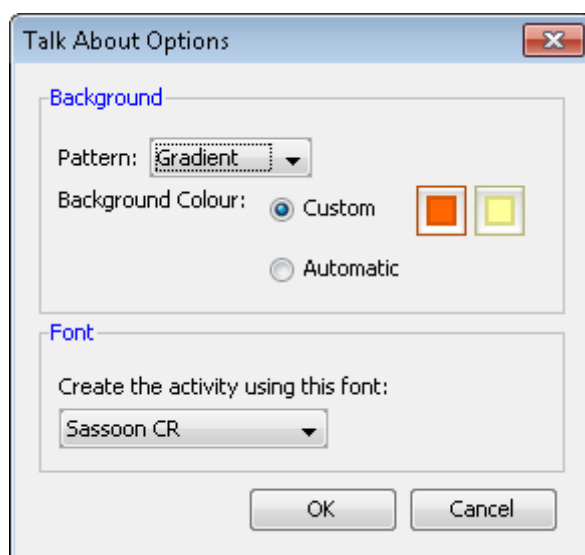 Talk About Options
Background
Pattern: Gradient
Background Colour: Custom
Automatic
Font
Create the activity using this font:
Sassoon CR
OK Cancel